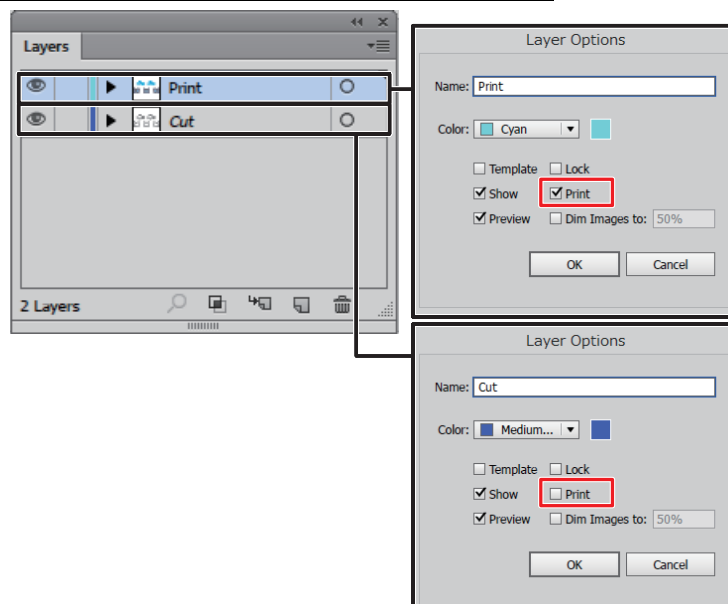 Layers
Print
Cut
2 Layers
Layer Options
Name: Print
Color: Cyan
Template Lock
Show Print
Preview Dim Images to: 50%
OK Cancel
Layer Options
Name: Cut
Color: Medium...
Template Lock
Show Print
Preview Dim Images to: 50%
OK Cancel